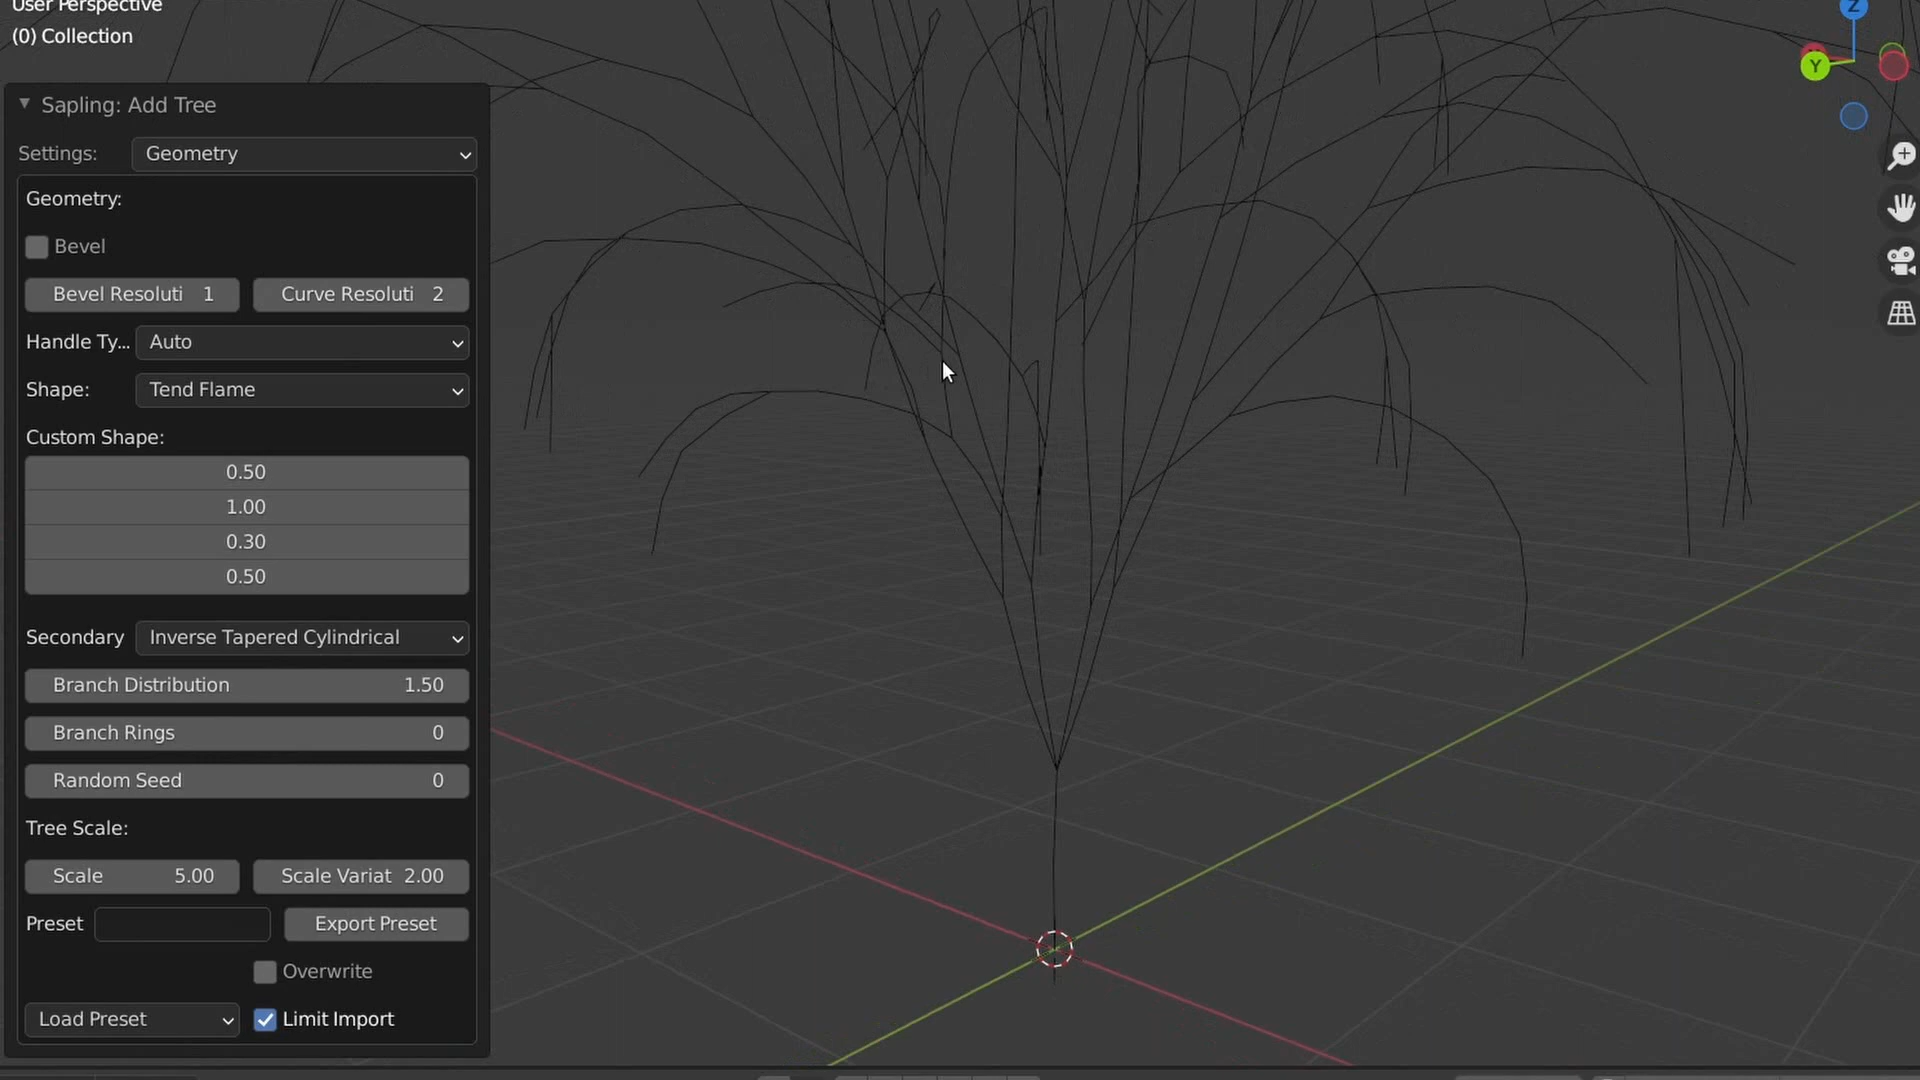 User Perspective
(0) Collection
Sapling: Add Tree
Settings: Geometry
Geometry:
Bevel
Bevel Resoluti 1 Curve Resoluti 2
Handle Ty... Auto
Shape: Tend Flame
Custom Shape:
0.50
1.00
0.30
0.50
Secondary Inverse Tapered Cylindrical
Branch Distribution 1.50
Branch Rings 0
Random Seed 0
Tree Scale:
Scale 5.00 Scale Variat 2.00
Preset Export Preset
Overwrite
Load Preset Limit Import
Z
Y